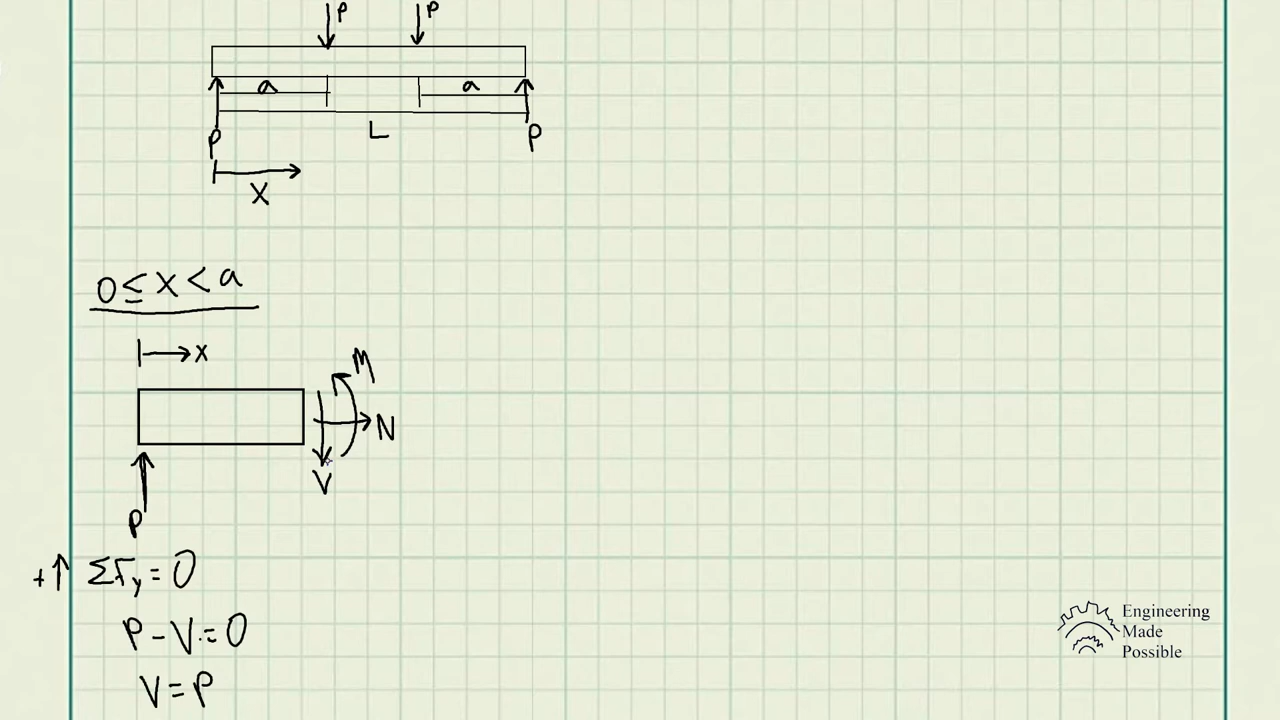 P P
a a
P L P
X
0 ≤ X < a
x
M
N
V
P
+↑ ΣFy = 0
P - V = 0
V = P
Engineering
Made
Possible